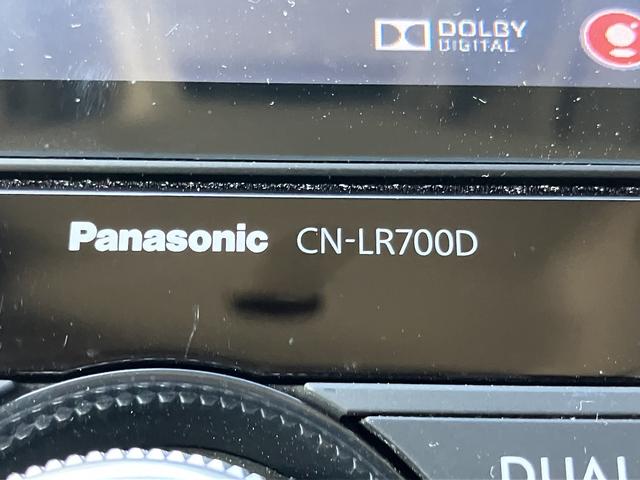 DOLBY
DIGITAL
Panasonic CN-LR700D
DUAL